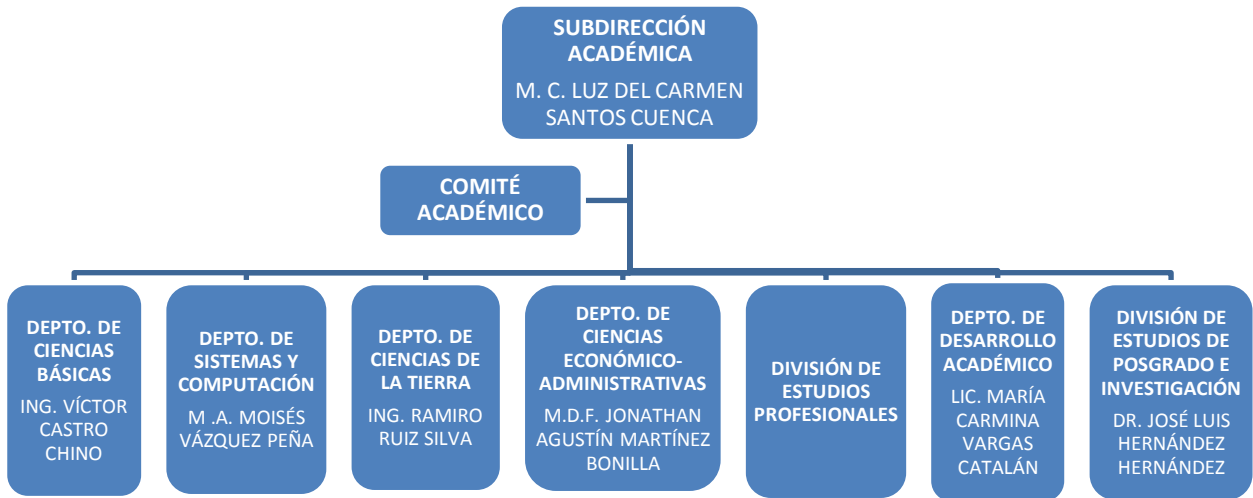 SUBDIRECCIÓN
ACADÉMICA
M. C. LUZ DEL CARMEN
SANTOS CUENCA
COMITÉ
ACADÉMICO
DEPTO. DE
CIENCIAS
BÁSICAS
ING. VÍCTOR
CASTRO
CHINO
DEPTO. DE
SISTEMAS Y
COMPUTACIÓN
M .A. MOISÉS
VÁZQUEZ PEÑA
DEPTO. DE
CIENCIAS DE
LA TIERRA
ING. RAMIRO
RUIZ SILVA
DEPTO. DE
CIENCIAS
ECONÓMICO-
ADMINISTRATIVAS
M.D.F. JONATHAN
AGUSTÍN MARTÍNEZ
BONILLA
DIVISIÓN DE
ESTUDIOS
PROFESIONALES
DEPTO. DE
DESARROLLO
ACADÉMICO
LIC. MARÍA
CARMINA
VARGAS
CATALÁN
DIVISIÓN DE
ESTUDIOS DE
POSGRADO E
INVESTIGACIÓN
DR. JOSÉ LUIS
HERNÁNDEZ
HERNÁNDEZ